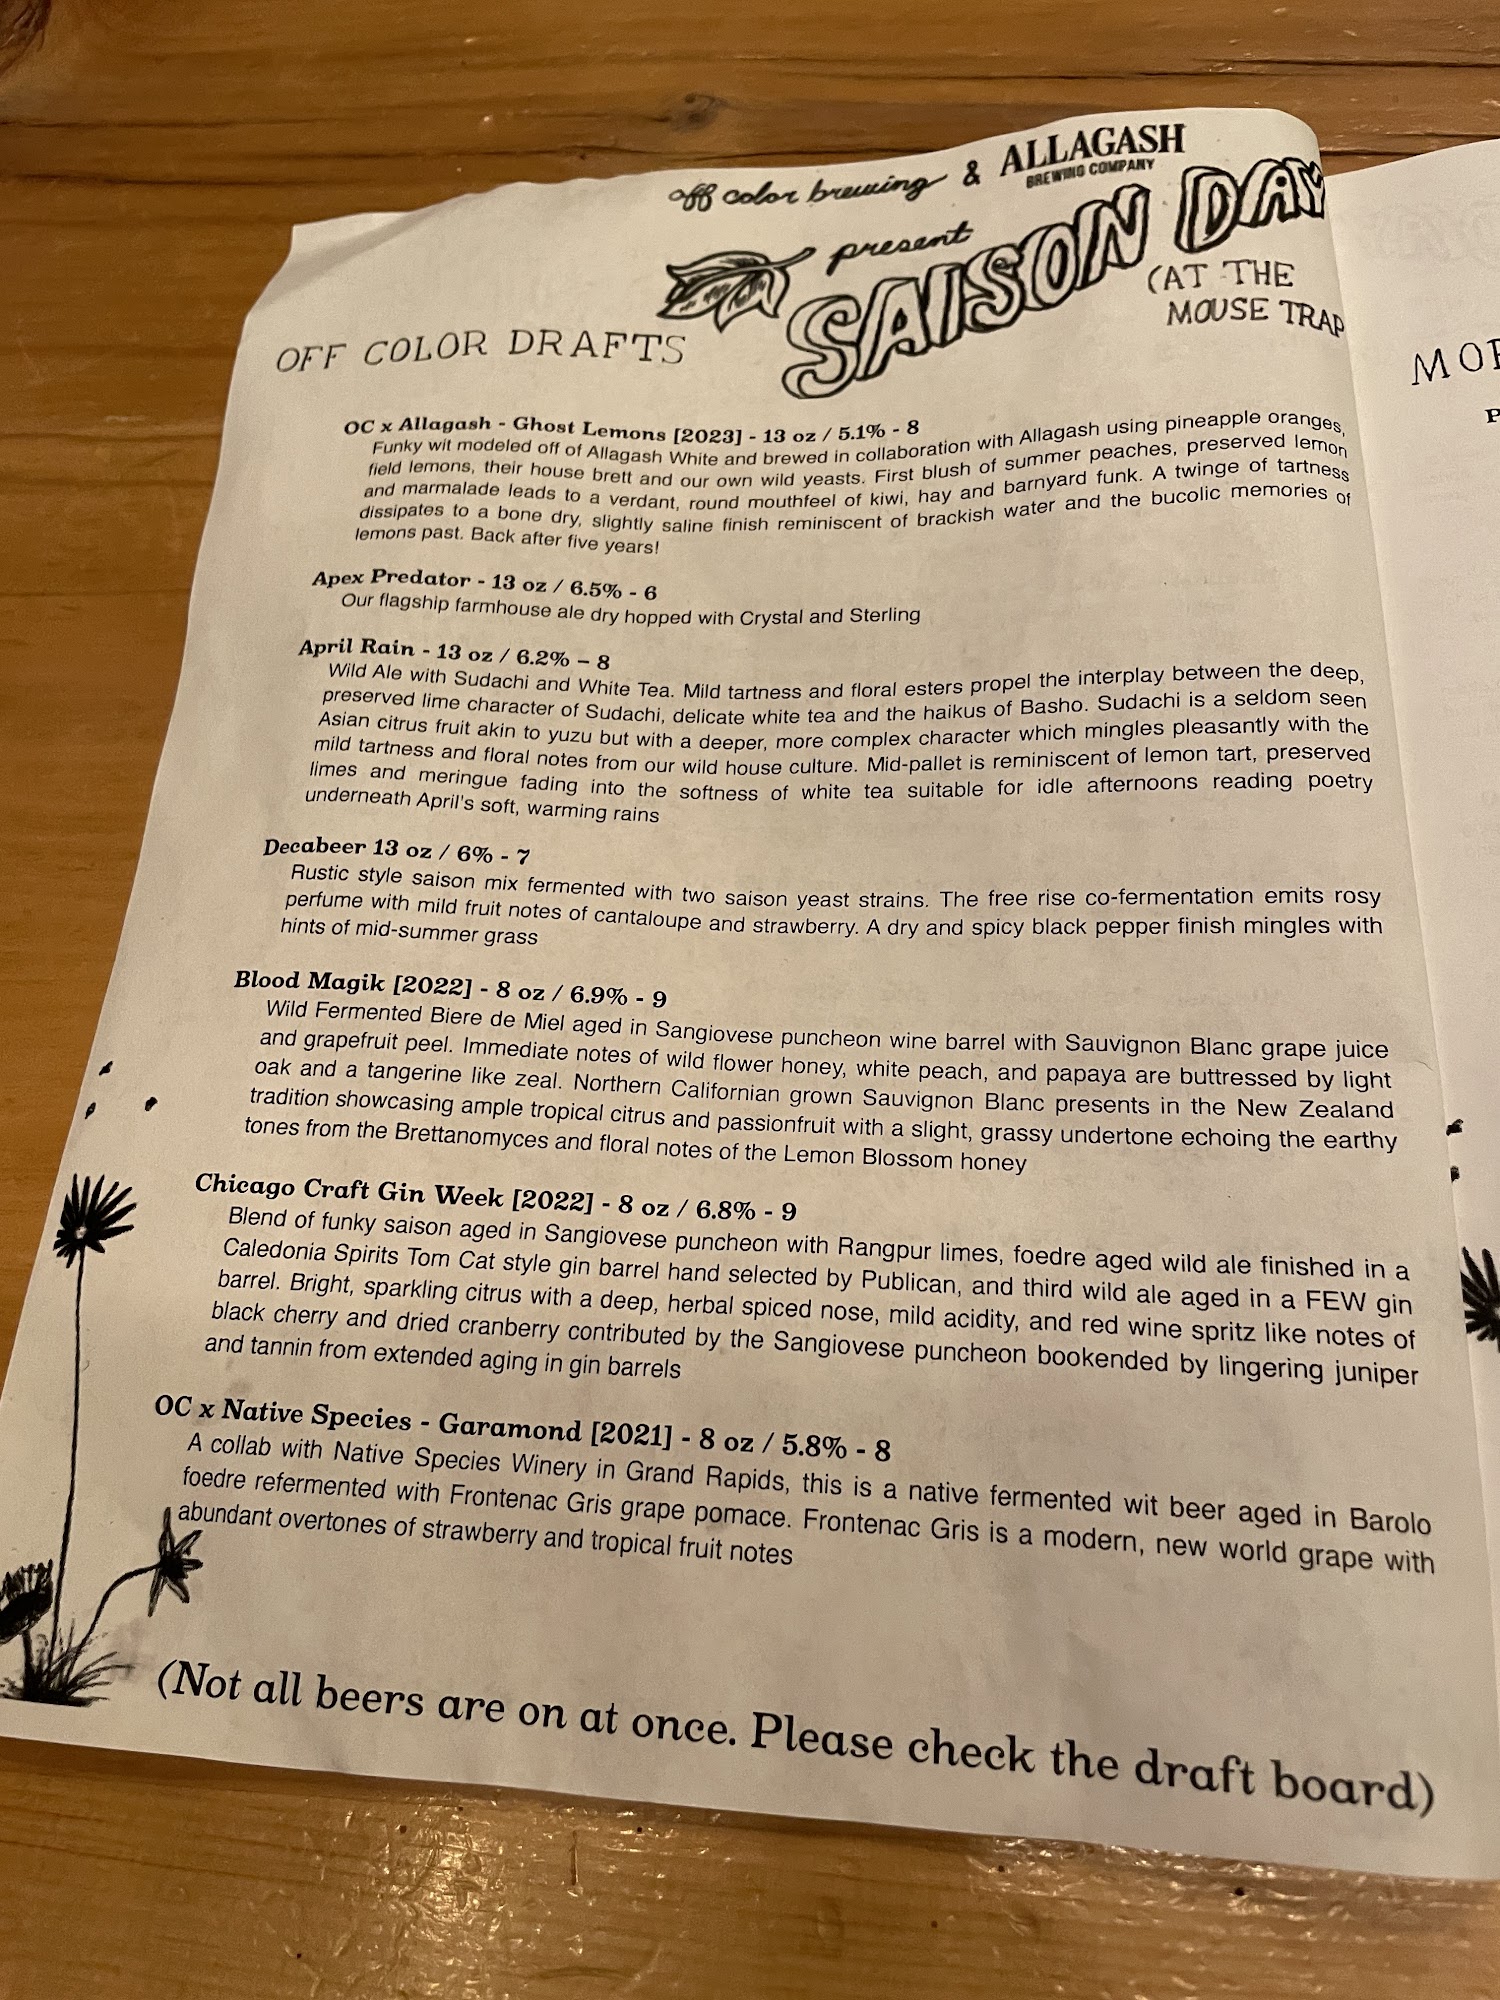 off color brewing & ALLAGASH
BREWING COMPANY
present
SAISON DAY
(AT THE
MOUSE TRAP
OFF COLOR DRAFTS
OC x Allagash - Ghost Lemons [2023] - 13 oz / 5.1% - 8
Funky wit modeled off of Allagash White and brewed in collaboration with Allagash using pineapple oranges,
field lemons, their house brett and our own wild yeasts. First blush of summer peaches, preserved lemon
and marmalade leads to a verdant, round mouthfeel of kiwi, hay and barnyard funk. A twinge of tartness
dissipates to a bone dry, slightly saline finish reminiscent of brackish water and the bucolic memories of
lemons past. Back after five years!
Apex Predator - 13 oz / 6.5% - 6
Our flagship farmhouse ale dry hopped with Crystal and Sterling
April Rain - 13 oz / 6.2% – 8
Wild Ale with Sudachi and White Tea. Mild tartness and floral esters propel the interplay between the deep,
preserved lime character of Sudachi, delicate white tea and the haikus of Basho. Sudachi is a seldom seen
Asian citrus fruit akin to yuzu but with a deeper, more complex character which mingles pleasantly with the
mild tartness and floral notes from our wild house culture. Mid-pallet is reminiscent of lemon tart, preserved
limes and meringue fading into the softness of white tea suitable for idle afternoons reading poetry
underneath April's soft, warming rains
Decabeer 13 oz / 6% - 7
Rustic style saison mix fermented with two saison yeast strains. The free rise co-fermentation emits rosy
perfume with mild fruit notes of cantaloupe and strawberry. A dry and spicy black pepper finish mingles with
hints of mid-summer grass
Blood Magik [2022] - 8 oz / 6.9% - 9
Wild Fermented Biere de Miel aged in Sangiovese puncheon wine barrel with Sauvignon Blanc grape juice
and grapefruit peel. Immediate notes of wild flower honey, white peach, and papaya are buttressed by light
oak and a tangerine like zeal. Northern Californian grown Sauvignon Blanc presents in the New Zealand
tradition showcasing ample tropical citrus and passionfruit with a slight, grassy undertone echoing the earthy
tones from the Brettanomyces and floral notes of the Lemon Blossom honey
Chicago Craft Gin Week [2022] - 8 oz / 6.8% - 9
Blend of funky saison aged in Sangiovese puncheon with Rangpur limes, foedre aged wild ale finished in a
Caledonia Spirits Tom Cat style gin barrel hand selected by Publican, and third wild ale aged in a FEW gin
barrel. Bright, sparkling citrus with a deep, herbal spiced nose, mild acidity, and red wine spritz like notes of
black cherry and dried cranberry contributed by the Sangiovese puncheon bookended by lingering juniper
and tannin from extended aging in gin barrels
OC x Native Species - Garamond [2021] - 8 oz / 5.8% - 8
A collab with Native Species Winery in Grand Rapids, this is a native fermented wit beer aged in Barolo
foedre refermented with Frontenac Gris grape pomace. Frontenac Gris is a modern, new world grape with
abundant overtones of strawberry and tropical fruit notes
(Not all beers are on at once. Please check the draft board)